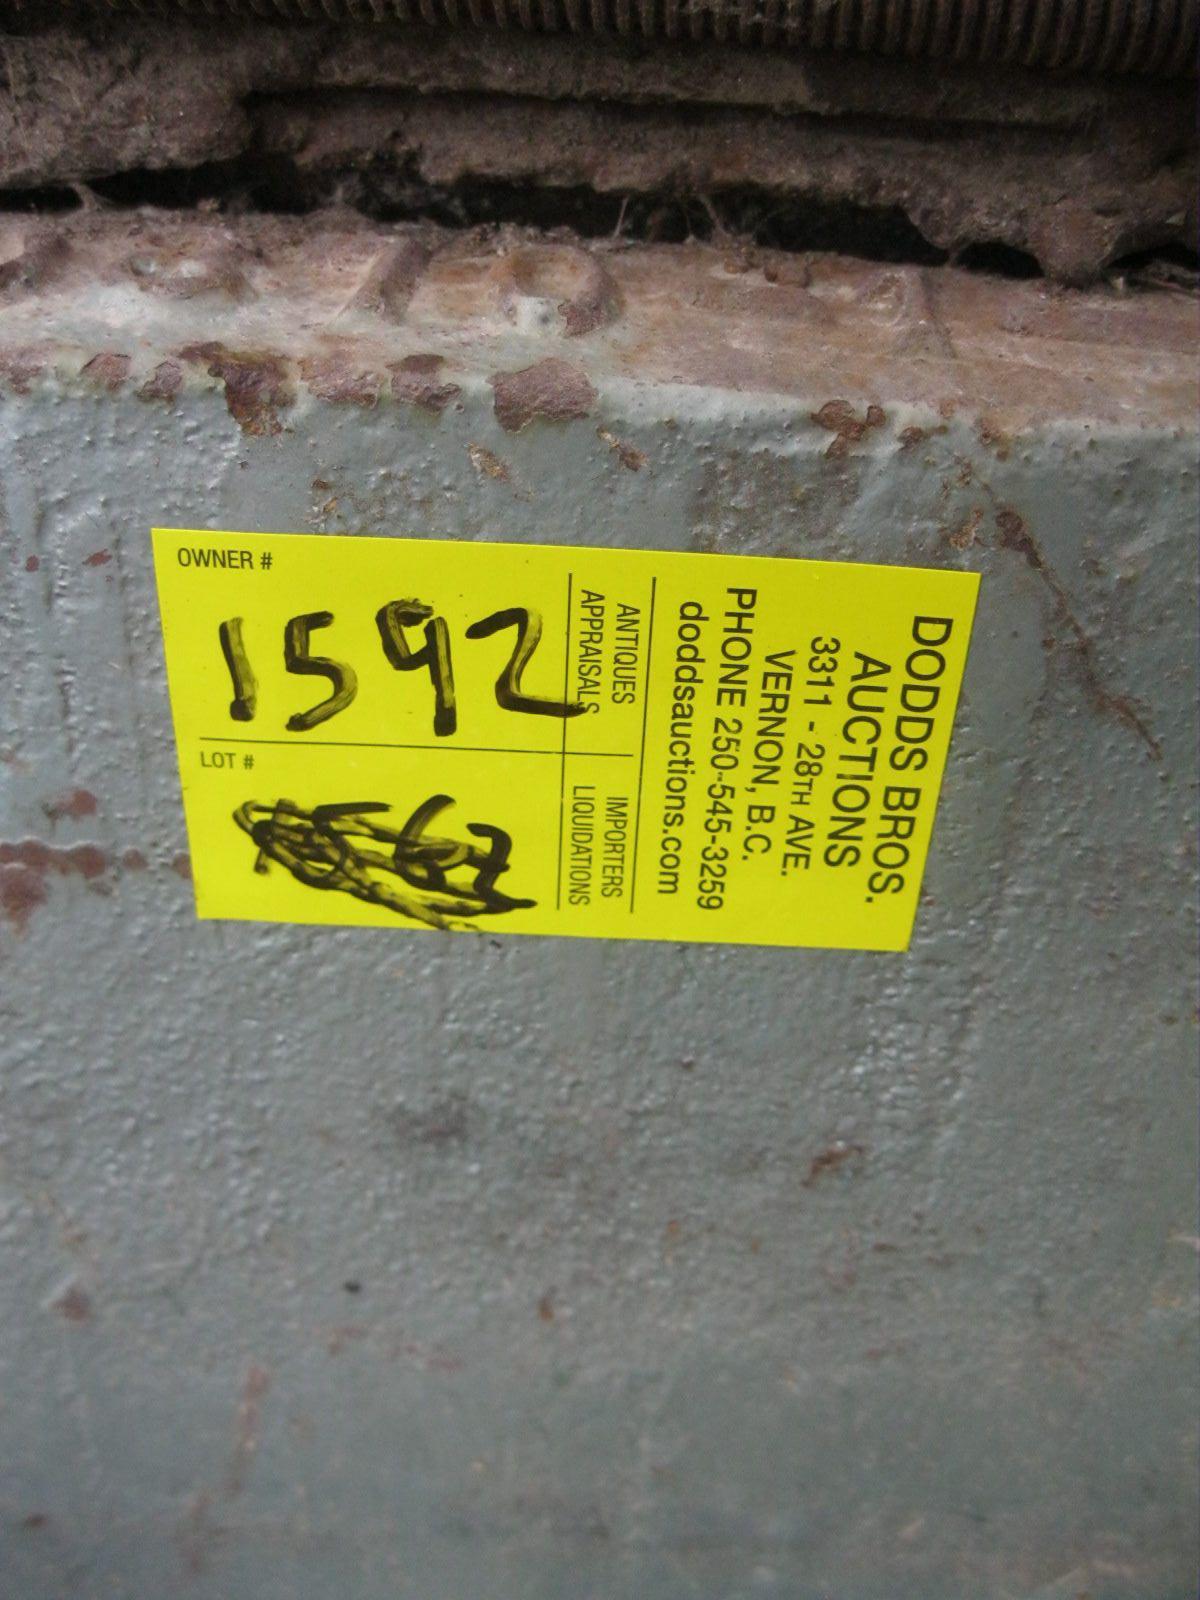 DODDS BROS.
AUCTIONS
3311 - 28TH AVE.
VERNON, B.C.
PHONE 250-545-3259
doddsauctions.com
ANTIQUES IMPORTERS
APPRAISALS LIQUIDATIONS
OWNER #
1592
LOT #